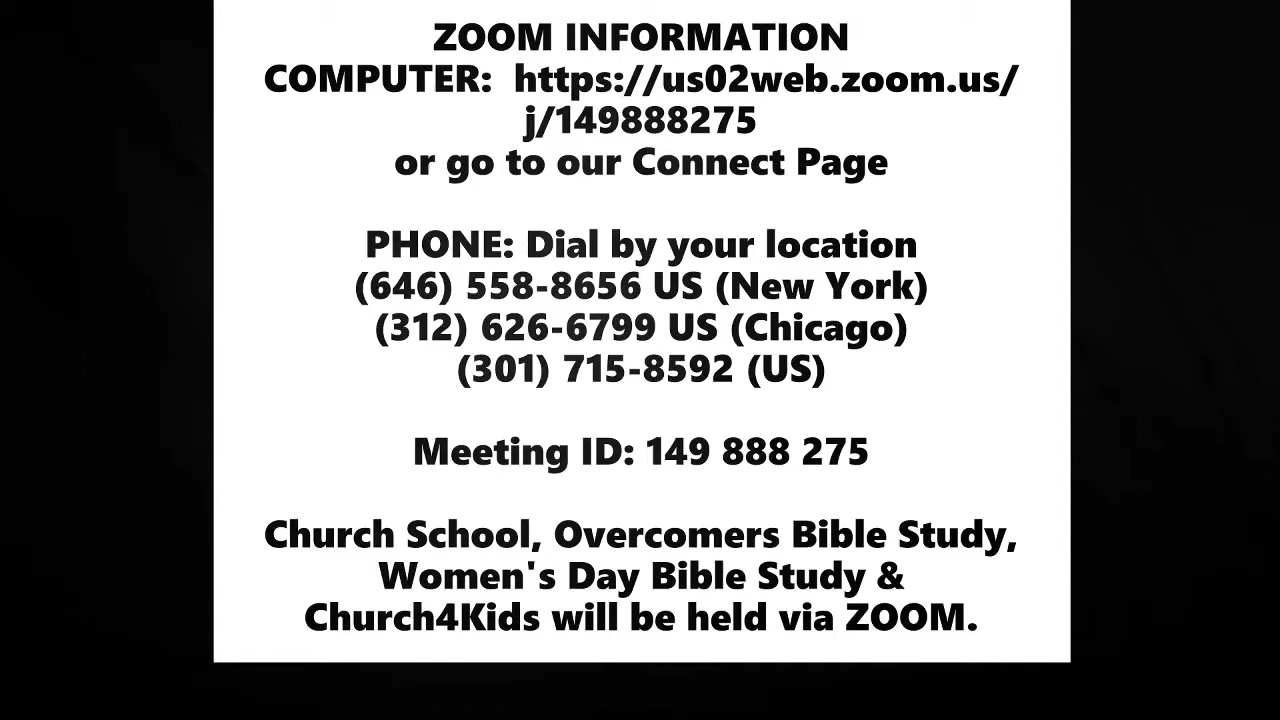 ZOOM INFORMATION
COMPUTER:  https://us02web.zoom.us/
j/149888275
or go to our Connect Page
PHONE: Dial by your location
(646) 558-8656 US (New York)
(312) 626-6799 US (Chicago)
(301) 715-8592 (US)
Meeting ID: 149 888 275
Church School, Overcomers Bible Study,
Women's Day Bible Study &
Church4Kids will be held via ZOOM.